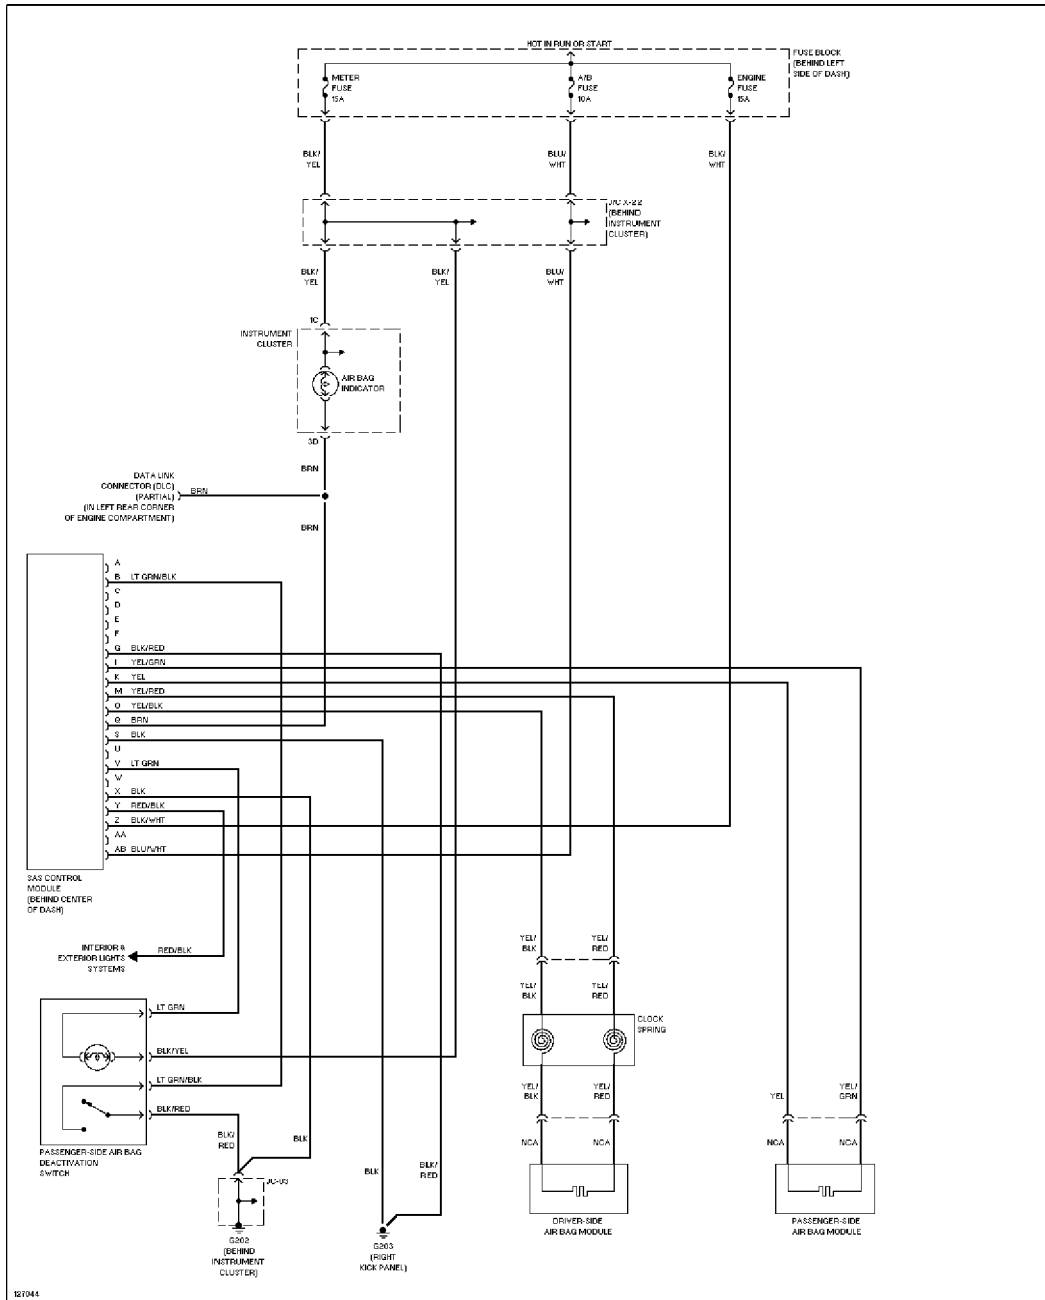 HOT IN RUN OR START
FUSE BLOCK
(BEHIND LEFT
SIDE OF DASH)
METER
FUSE
15A
A/B
FUSE
10A
ENGINE
FUSE
15A
BLK/
YEL
BLU/
WHT
BLK/
WHT
J/C X-22
(BEHIND
INSTRUMENT
CLUSTER)
BLK/
YEL
BLK/
YEL
BLU/
WHT
1C
INSTRUMENT
CLUSTER
AIR BAG
INDICATOR
3D
BRN
DATA LINK
CONNECTOR (DLC)
(PARTIAL)
(IN LEFT REAR CORNER
OF ENGINE COMPARTMENT)
BRN
BRN
A
B LT GRN/BLK
C
D
E
F
G BLK/RED
I YEL/GRN
K YEL
M YEL/RED
O YEL/BLK
Q BRN
S BLK
U
V LT GRN
W
X BLK
Y RED/BLK
Z BLK/WHT
AA
AB BLU/WHT
SAS CONTROL
MODULE
(BEHIND CENTER
OF DASH)
INTERIOR &
EXTERIOR LIGHTS
SYSTEMS
RED/BLK
YEL/
BLK
YEL/
RED
YEL/
BLK
YEL/
RED
CLOCK
SPRING
LT GRN
BLK/YEL
LT GRN/BLK
BLK/RED
YEL/
BLK
YEL/
RED
YEL
YEL/
GRN
NCA
NCA
NCA
NCA
PASSENGER-SIDE AIR BAG
DEACTIVATION
SWITCH
BLK/
RED
BLK
BLK
BLK/
RED
JC-03
G202
(BEHIND
INSTRUMENT
CLUSTER)
G203
(RIGHT
KICK PANEL)
DRIVER-SIDE
AIR BAG MODULE
PASSENGER-SIDE
AIR BAG MODULE
127044